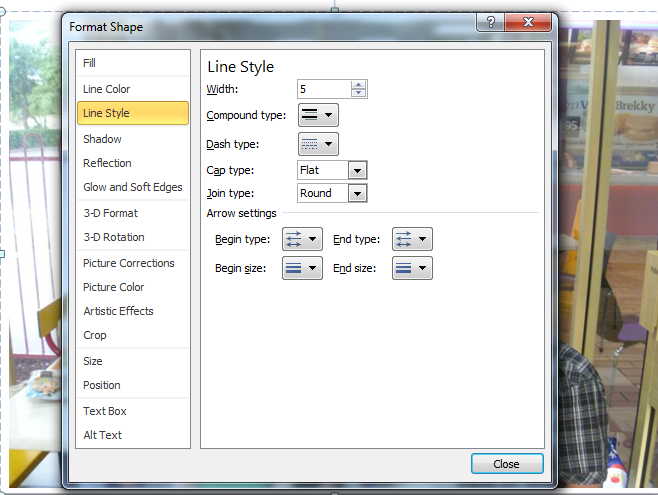 Format Shape
Fill
Line Color
Line Style
Shadow
Reflection
Glow and Soft Edges
3-D Format
3-D Rotation
Picture Corrections
Picture Color
Artistic Effects
Crop
Size
Position
Text Box
Alt Text
Line Style
Width: 5
Compound type:
Dash type:
Cap type: Flat
Join type: Round
Arrow settings
Begin type: End type:
Begin size: End size:
Close
Brekky